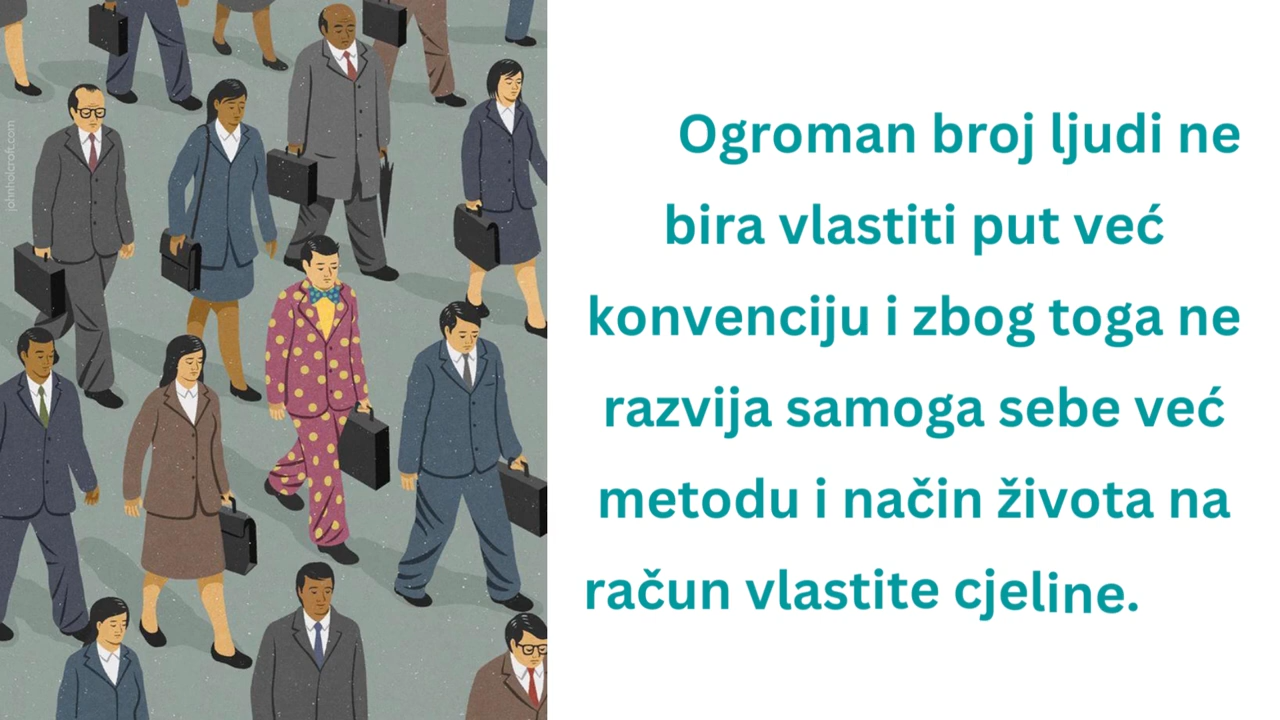 johnholcroft.com
Ogroman broj ljudi ne
bira vlastiti put već
konvenciju i zbog toga ne
razvija samoga sebe već
metodu i način života na
račun vlastite cjeline.